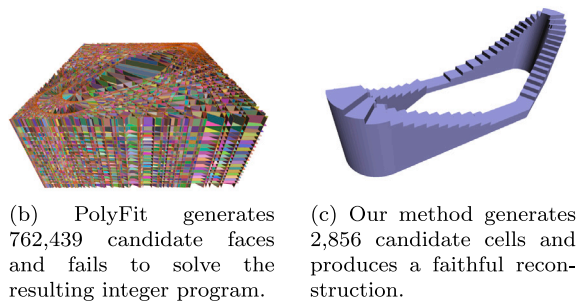 (b) PolyFit generates
762,439 candidate faces
and fails to solve the
resulting integer program.
(c) Our method generates
2,856 candidate cells and
produces a faithful recon-
struction.